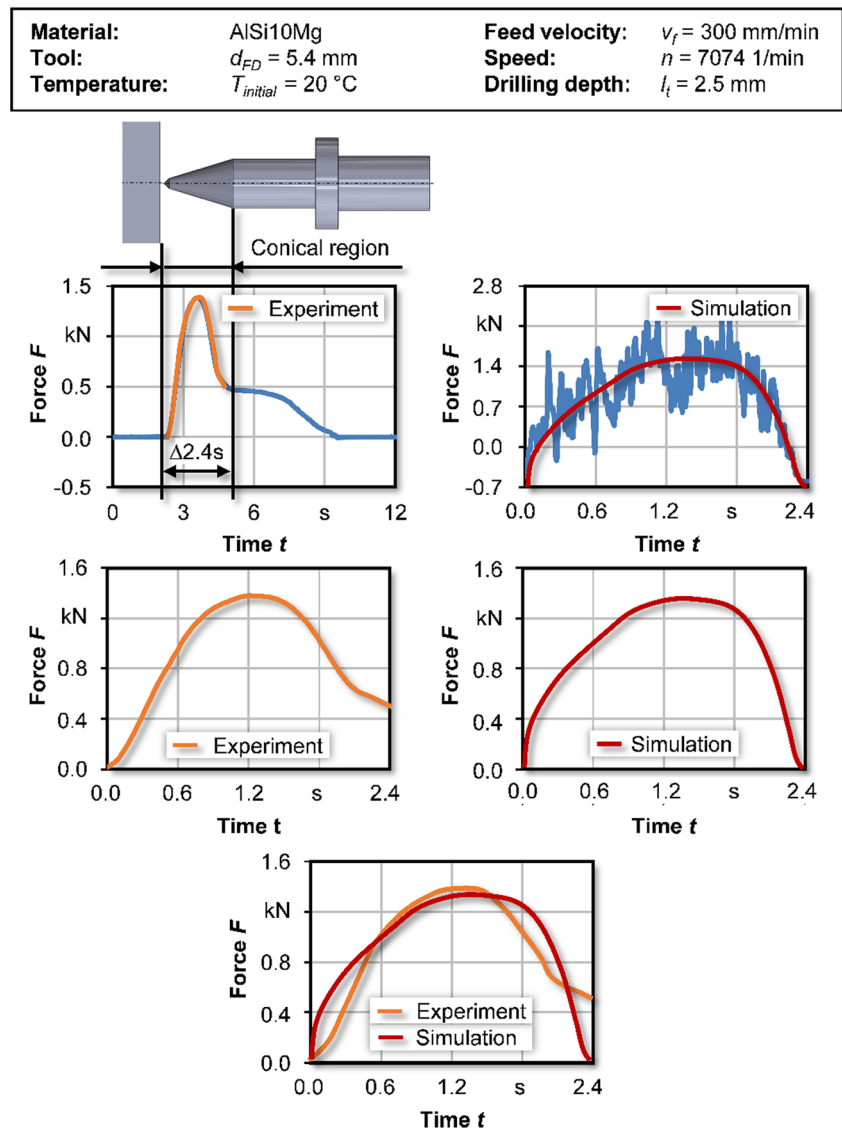 Material: AlSi10Mg Feed velocity: v_f = 300 mm/min
Tool: d_FD = 5.4 mm Speed: n = 7074 1/min
Temperature: T_initial = 20 °C Drilling depth: l_t = 2.5 mm
Conical region
1.5
kN
0.5
0.0
-0.5
Force F
Experiment
Δ2.4s
0 3 6 s 12
Time t
2.8
kN
1.4
0.7
0.0
-0.7
Force F
Simulation
0.0 0.6 1.2 s 2.4
Time t
1.6
kN
0.8
0.4
0.0
Force F
Experiment
0.0 0.6 1.2 s 2.4
Time t
1.6
kN
0.8
0.4
0.0
Force F
Simulation
0.0 0.6 1.2 s 2.4
Time t
1.6
kN
0.8
0.4
0.0
Force F
Experiment
Simulation
0.0 0.6 1.2 s 2.4
Time t